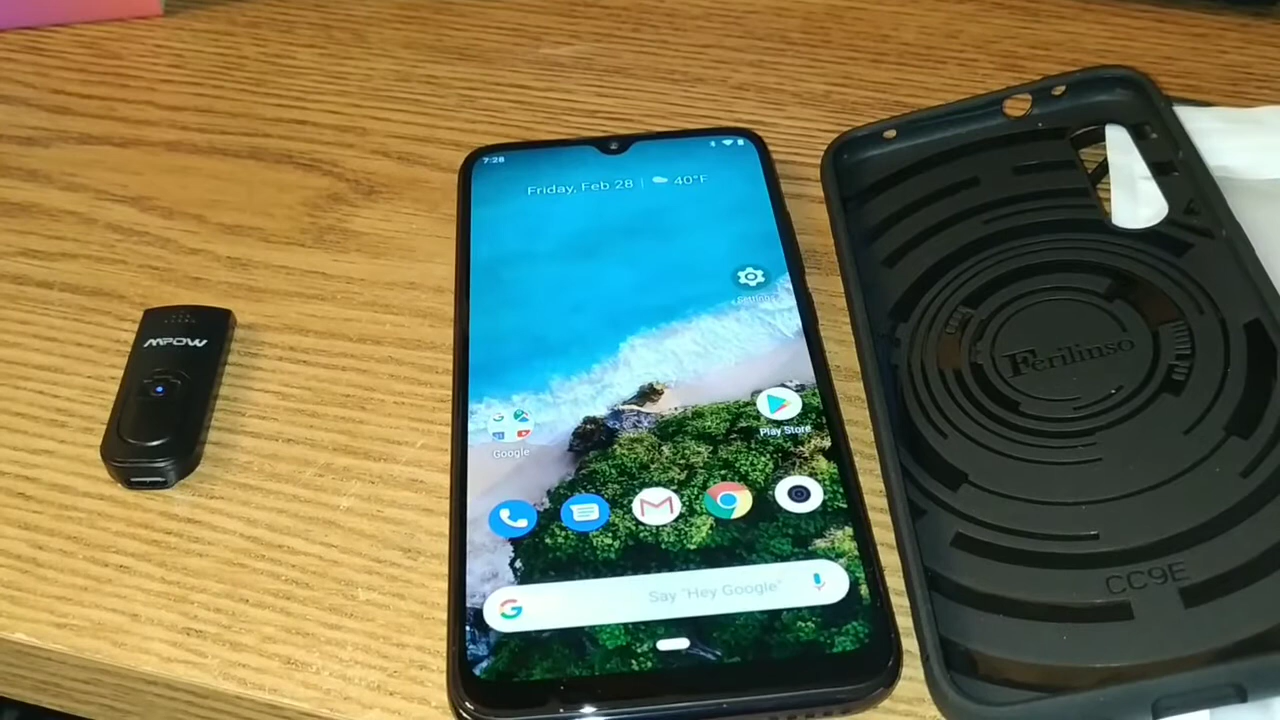 MPOW
7:28
Friday, Feb 28 | 40°F
Settings
Google
Play Store
Say "Hey Google"
Ferilinso
CC9E